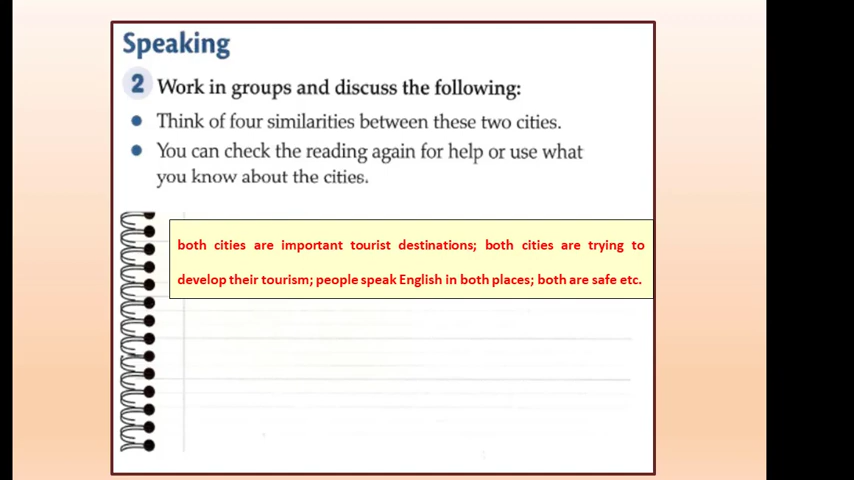 Speaking
2 Work in groups and discuss the following:
Think of four similarities between these two cities.
You can check the reading again for help or use what
you know about the cities.
both cities are important tourist destinations; both cities are trying to
develop their tourism; people speak English in both places; both are safe etc.